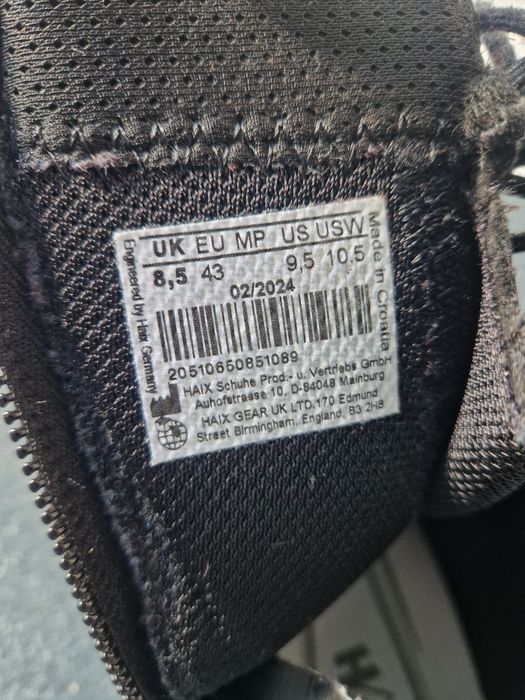 UK EU MP US USW
8,5 43 9,5 10,5
02/2024
20510650851089
HAIX Schuhe Prod.- u. Vertriebs GmbH
Auhofstrasse 10, D-84048 Mainburg
HAIX GEAR UK LTD.170 Edmund
Street Birmingham, England, B3 2HB
Engineered by Haix Germany
Made in Croatia